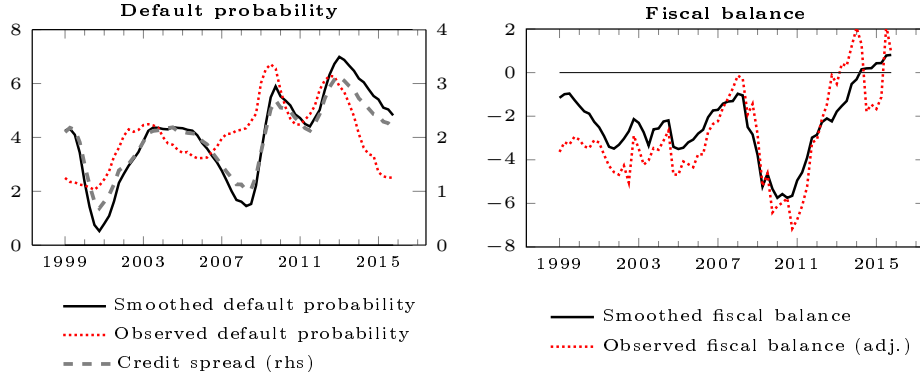 Default probability
8
6
4
2
0
4
3
2
1
0
1999 2003 2007 2011 2015
Smoothed default probability
Observed default probability
Credit spread (rhs)
Fiscal balance
2
0
−2
−4
−6
−8
1999 2003 2007 2011 2015
Smoothed fiscal balance
Observed fiscal balance (adj.)